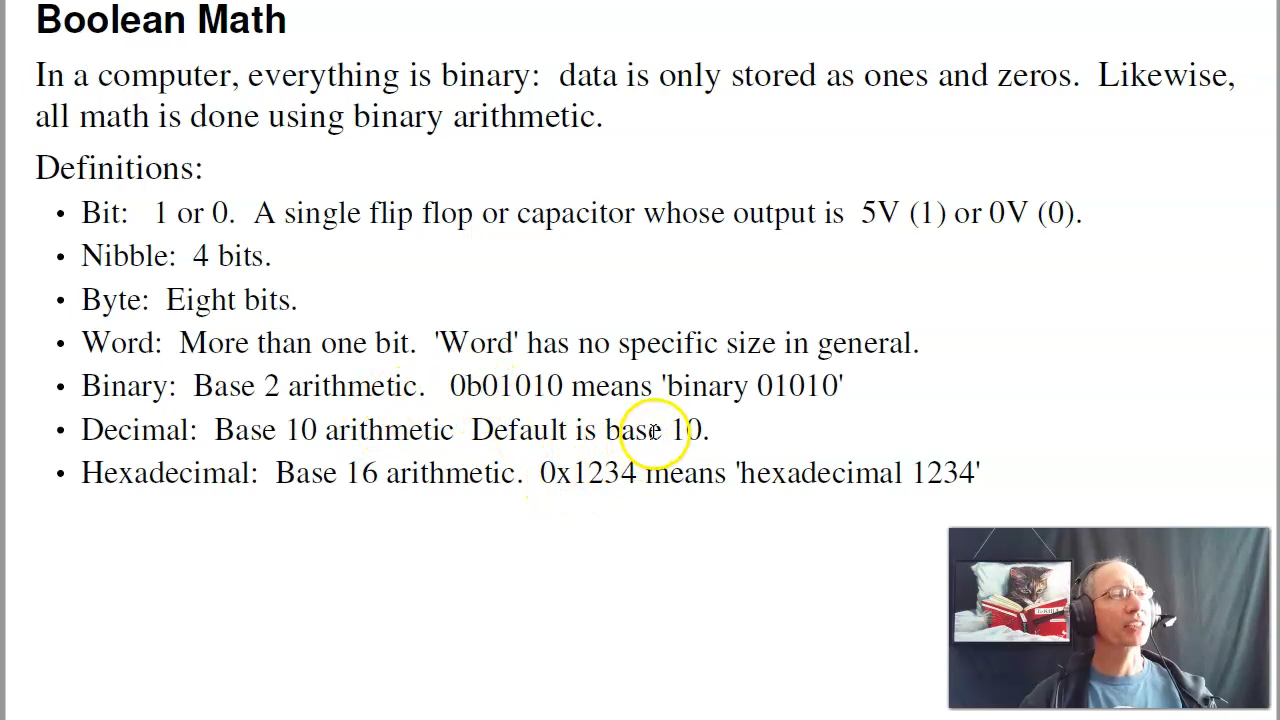 Boolean Math
In a computer, everything is binary: data is only stored as ones and zeros. Likewise,
all math is done using binary arithmetic.
Definitions:
• Bit: 1 or 0. A single flip flop or capacitor whose output is 5V (1) or 0V (0).
• Nibble: 4 bits.
• Byte: Eight bits.
• Word: More than one bit. 'Word' has no specific size in general.
• Binary: Base 2 arithmetic. 0b01010 means 'binary 01010'
• Decimal: Base 10 arithmetic Default is base 10.
• Hexadecimal: Base 16 arithmetic. 0x1234 means 'hexadecimal 1234'